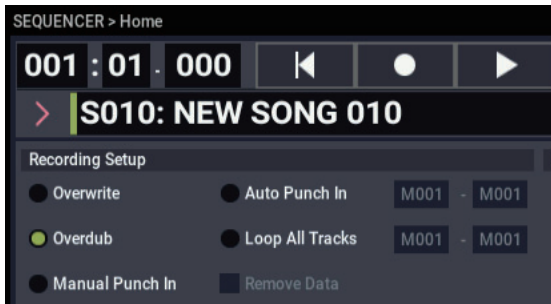 SEQUENCER > Home
001 : 01 . 000
> S010: NEW SONG 010
Recording Setup
Overwrite Auto Punch In M001 - M001
Overdub Loop All Tracks M001 - M001
Manual Punch In Remove Data